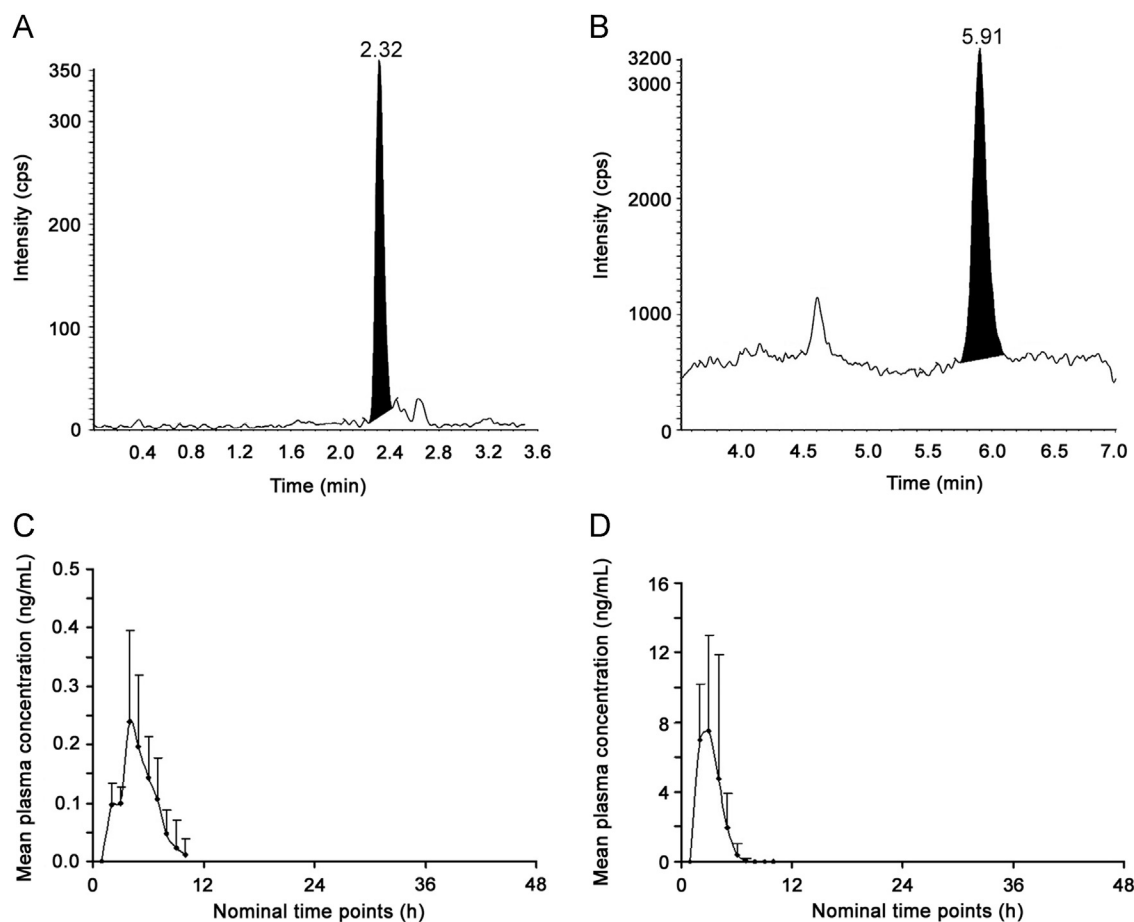 A
2.32
350
300
200
100
0
Intensity (cps)
0.4 0.8 1.2 1.6 2.0 2.4 2.8 3.2 3.6
Time (min)
B
5.91
3200
3000
2000
1000
0
Intensity (cps)
4.0 4.5 5.0 5.5 6.0 6.5 7.0
Time (min)
C
0.5
0.4
0.3
0.2
0.1
0.0
Mean plasma concentration (ng/mL)
0 12 24 36 48
Nominal time points (h)
D
16
12
8
4
0
Mean plasma concentration (ng/mL)
0 12 24 36 48
Nominal time points (h)